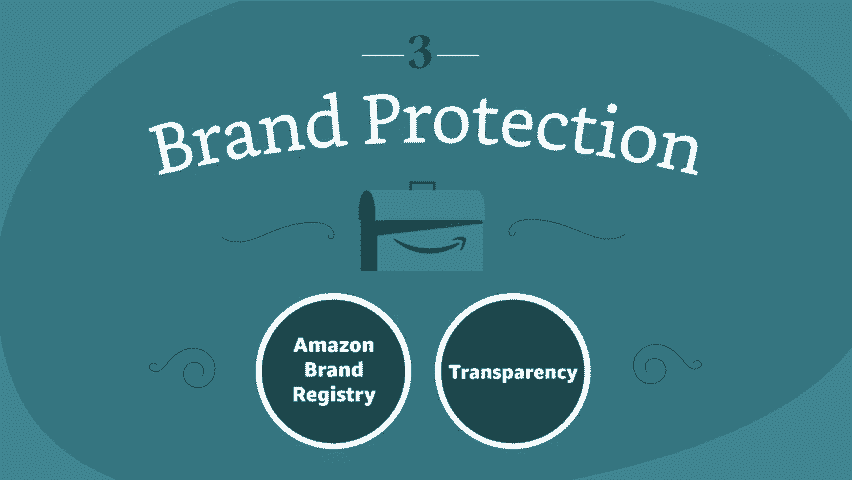 3
Brand Protection
Amazon
Brand
Registry
Transparency